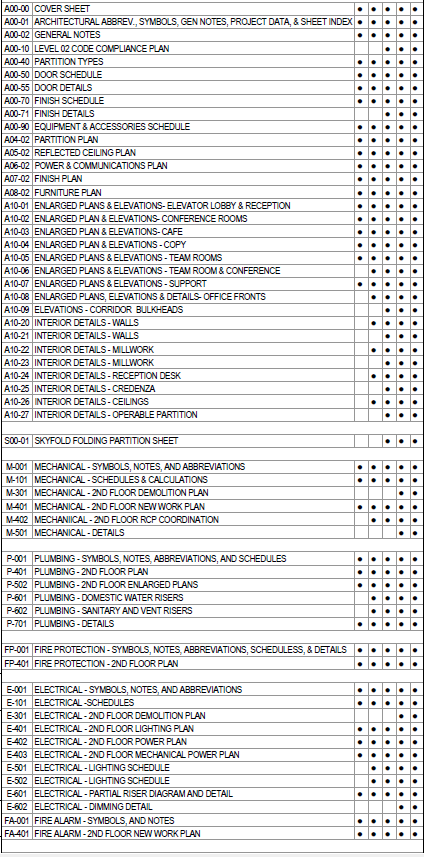 A00-00 COVER SHEET ● ● ● ● ●
A00-01 ARCHITECTURAL ABBREV., SYMBOLS, GEN NOTES, PROJECT DATA, & SHEET INDEX ● ● ● ● ●
A00-02 GENERAL NOTES ● ● ● ● ●
A00-10 LEVEL 02 CODE COMPLIANCE PLAN ● ● ●
A00-40 PARTITION TYPES ● ● ● ● ●
A00-50 DOOR SCHEDULE ● ● ● ● ●
A00-55 DOOR DETAILS ● ● ● ● ●
A00-70 FINISH SCHEDULE ● ● ● ● ●
A00-71 FINISH DETAILS ● ● ●
A00-90 EQUIPMENT & ACCESSORIES SCHEDULE ● ● ● ● ●
A04-02 PARTITION PLAN ● ● ● ● ●
A05-02 REFLECTED CEILING PLAN ● ● ● ● ●
A06-02 POWER & COMMUNICATIONS PLAN ● ● ● ● ●
A07-02 FINISH PLAN ● ● ● ● ●
A08-02 FURNITURE PLAN ● ● ● ● ●
A10-01 ENLARGED PLANS & ELEVATIONS- ELEVATOR LOBBY & RECEPTION ● ● ● ● ●
A10-02 ENLARGED PLAN & ELEVATIONS- CONFERENCE ROOMS ● ● ● ● ●
A10-03 ENLARGED PLAN & ELEVATIONS- CAFE ● ● ● ● ●
A10-04 ENLARGED PLAN & ELEVATIONS - COPY ● ● ● ● ●
A10-05 ENLARGED PLANS & ELEVATIONS - TEAM ROOMS ● ● ● ● ●
A10-06 ENLARGED PLANS & ELEVATIONS - TEAM ROOM & CONFERENCE ● ● ● ●
A10-07 ENLARGED PLANS & ELEVATIONS - SUPPORT ● ● ● ● ●
A10-08 ENLARGED PLANS, ELEVATIONS & DETAILS- OFFICE FRONTS ● ● ● ●
A10-09 ELEVATIONS - CORRIDOR BULKHEADS ● ● ●
A10-20 INTERIOR DETAILS - WALLS ● ● ● ●
A10-21 INTERIOR DETAILS - WALLS ● ● ●
A10-22 INTERIOR DETAILS - MILLWORK ● ● ● ●
A10-23 INTERIOR DETAILS - MILLWORK ● ● ●
A10-24 INTERIOR DETAILS - RECEPTION DESK ● ● ● ●
A10-25 INTERIOR DETAILS - CREDENZA ● ● ●
A10-26 INTERIOR DETAILS - CEILINGS ● ● ● ●
A10-27 INTERIOR DETAILS - OPERABLE PARTITION ● ● ●
S00-01 SKYFOLD FOLDING PARTITION SHEET ● ● ●
M-001 MECHANICAL - SYMBOLS, NOTES, AND ABBREVIATIONS ● ● ● ● ●
M-101 MECHANICAL - SCHEDULES & CALCULATIONS ● ● ● ● ●
M-301 MECHANICAL - 2ND FLOOR DEMOLITION PLAN ● ●
M-401 MECHANICAL - 2ND FLOOR NEW WORK PLAN ● ● ● ● ●
M-402 MECHANIICAL - 2ND FLOOR RCP COORDINATION ● ● ● ●
M-501 MECHANICAL - DETAILS ● ●
P-001 PLUMBING - SYMBOLS, NOTES, ABBREVIATIONS, AND SCHEDULES ● ● ● ● ●
P-401 PLUMBING - 2ND FLOOR PLAN ● ● ● ● ●
P-502 PLUMBING - 2ND FLOOR ENLARGED PLANS ● ● ● ● ●
P-601 PLUMBING - DOMESTIC WATER RISERS ● ● ● ●
P-602 PLUMBING - SANITARY AND VENT RISERS ● ● ● ●
P-701 PLUMBING - DETAILS ● ● ● ● ●
FP-001 FIRE PROTECTION - SYMBOLS, NOTES, ABBREVIATIONS, SCHEDULESS, & DETAILS ● ● ● ● ●
FP-401 FIRE PROTECTION - 2ND FLOOR PLAN ● ● ● ● ●
E-001 ELECTRICAL - SYMBOLS, NOTES, AND ABBREVIATIONS ● ● ● ● ●
E-101 ELECTRICAL -SCHEDULES ● ● ● ● ●
E-301 ELECTRICAL - 2ND FLOOR DEMOLITION PLAN ● ●
E-401 ELECTRICAL - 2ND FLOOR LIGHTING PLAN ● ● ● ● ●
E-402 ELECTRICAL - 2ND FLOOR POWER PLAN ● ● ● ● ●
E-403 ELECTRICAL - 2ND FLOOR MECHANICAL POWER PLAN ● ● ● ● ●
E-501 ELECTRICAL - LIGHTING SCHEDULE ● ● ● ●
E-502 ELECTRICAL - LIGHTING SCHEDULE ● ● ● ●
E-601 ELECTRICAL - PARTIAL RISER DIAGRAM AND DETAIL ● ● ● ● ●
E-602 ELECTRICAL - DIMMING DETAIL ● ●
FA-001 FIRE ALARM - SYMBOLS, AND NOTES ● ● ● ● ●
FA-401 FIRE ALARM - 2ND FLOOR NEW WORK PLAN ● ● ● ● ●